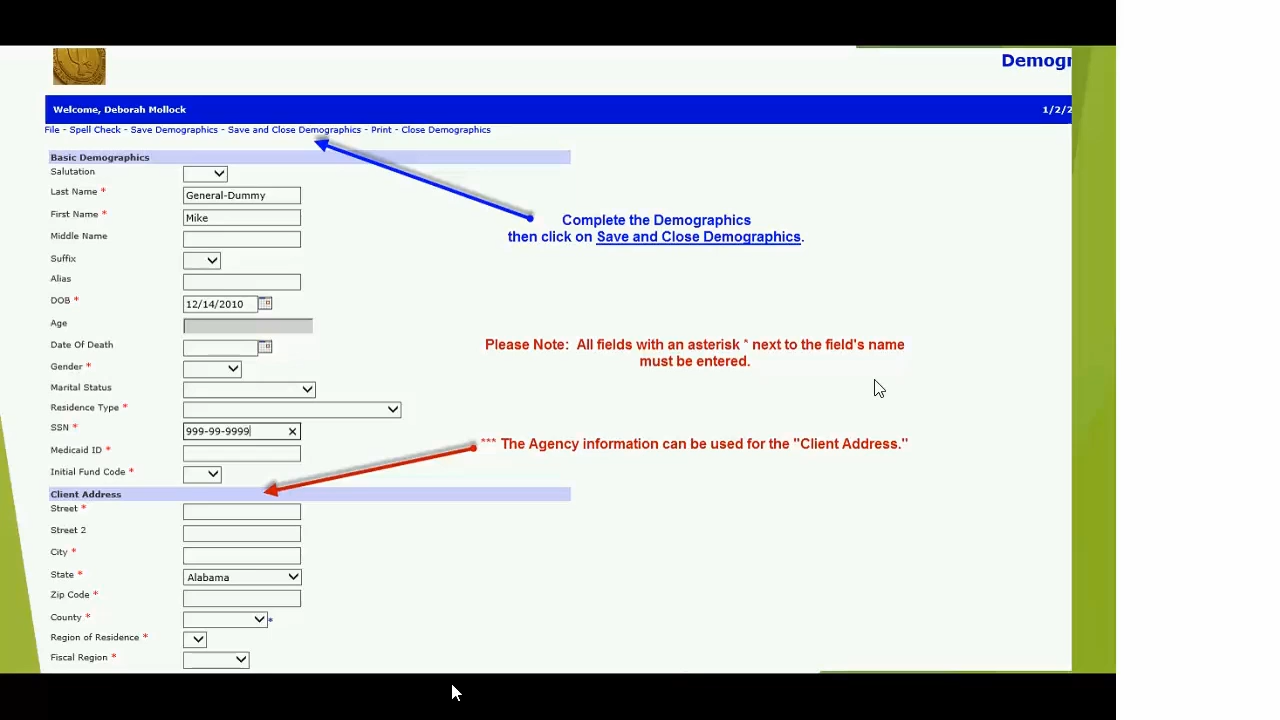 Demogr
Welcome, Deborah Mollock 1/2/2
File - Spell Check - Save Demographics - Save and Close Demographics - Print - Close Demographics
Basic Demographics
Salutation
Last Name * General-Dummy
First Name * Mike
Middle Name
Suffix
Alias
DOB * 12/14/2010
Age
Date Of Death
Gender *
Marital Status
Residence Type *
SSN * 999-99-9999
Medicaid ID *
Initial Fund Code *
Client Address
Street *
Street 2
City *
State * Alabama
Zip Code *
County * *
Region of Residence *
Fiscal Region *
Complete the Demographics
then click on Save and Close Demographics.
Please Note: All fields with an asterisk * next to the field's name
must be entered.
*** The Agency information can be used for the "Client Address."